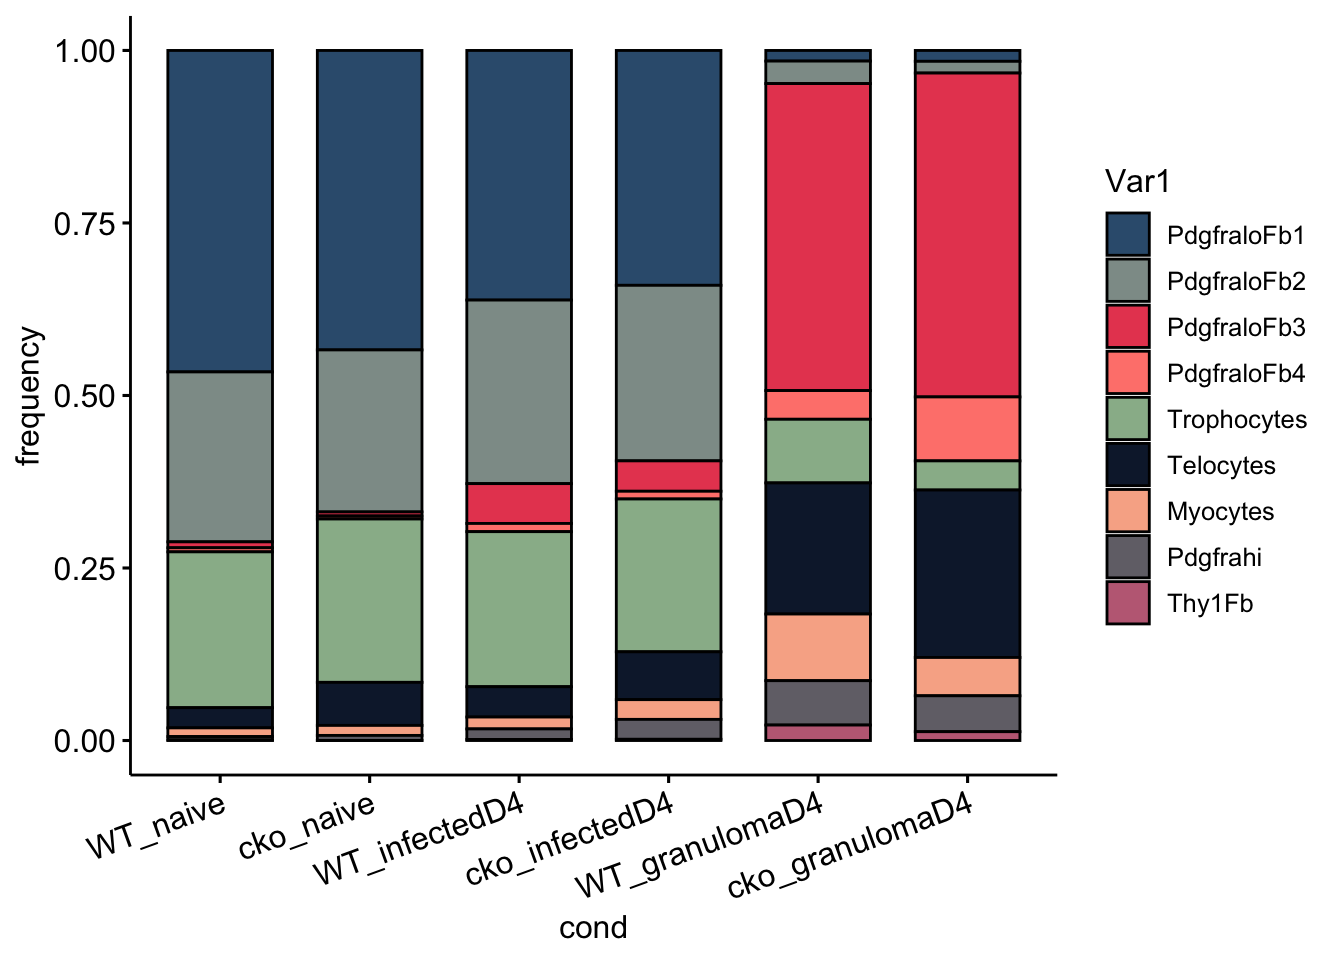 1.00
0.75
0.50
0.25
0.00
frequency
WT_naive
cko_naive
WT_infectedD4
cko_infectedD4
WT_granulomaD4
cko_granulomaD4
cond
Var1
PdgfraloFb1
PdgfraloFb2
PdgfraloFb3
PdgfraloFb4
Trophocytes
Telocytes
Myocytes
Pdgfrahi
Thy1Fb